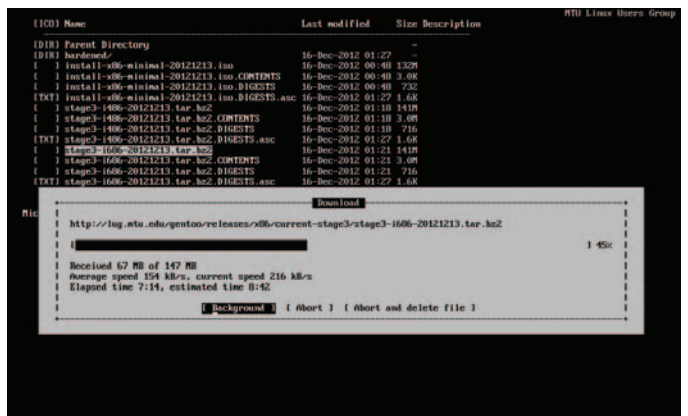 MTU Linux Users Group
[ICO] Name Last modified Size Description
[DIR] Parent Directory -
[DIR] hardened/ 16-Dec-2012 01:27 -
[ ] install-x86-minimal-20121213.iso 16-Dec-2012 00:48 132M
[ ] install-x86-minimal-20121213.iso.CONTENTS 16-Dec-2012 00:48 3.0K
[ ] install-x86-minimal-20121213.iso.DIGESTS 16-Dec-2012 00:48 732
[TXT] install-x86-minimal-20121213.iso.DIGESTS.asc 16-Dec-2012 01:27 1.6K
[ ] stage3-i486-20121213.tar.bz2 16-Dec-2012 01:18 141M
[ ] stage3-i486-20121213.tar.bz2.CONTENTS 16-Dec-2012 01:18 3.0M
[ ] stage3-i486-20121213.tar.bz2.DIGESTS 16-Dec-2012 01:18 716
[TXT] stage3-i486-20121213.tar.bz2.DIGESTS.asc 16-Dec-2012 01:27 1.6K
[ ] stage3-i686-20121213.tar.bz2 16-Dec-2012 01:21 141M
[ ] stage3-i686-20121213.tar.bz2.CONTENTS 16-Dec-2012 01:21 3.0M
[ ] stage3-i686-20121213.tar.bz2.DIGESTS 16-Dec-2012 01:21 716
[TXT] stage3-i686-20121213.tar.bz2.DIGESTS.asc 16-Dec-2012 01:27 1.6K
Download
Mic
http://lug.mtu.edu/gentoo/releases/x86/current-stage3/stage3-i686-20121213.tar.bz2
[ ] 45%
Received 67 MB of 147 MB
Average speed 154 kB/s, current speed 216 kB/s
Elapsed time 7:14, estimated time 8:42
[ Background ] [ Abort ] [ Abort and delete file ]